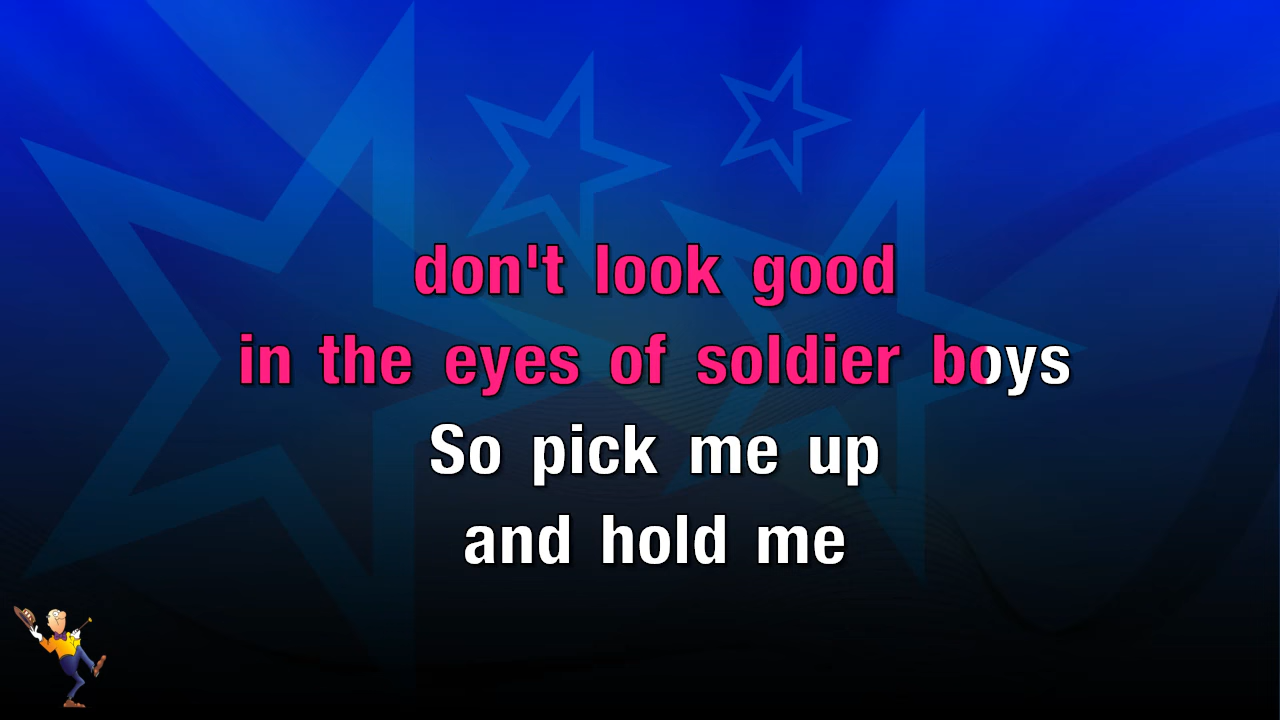 don't look good
in the eyes of soldier boys
So pick me up
and hold me